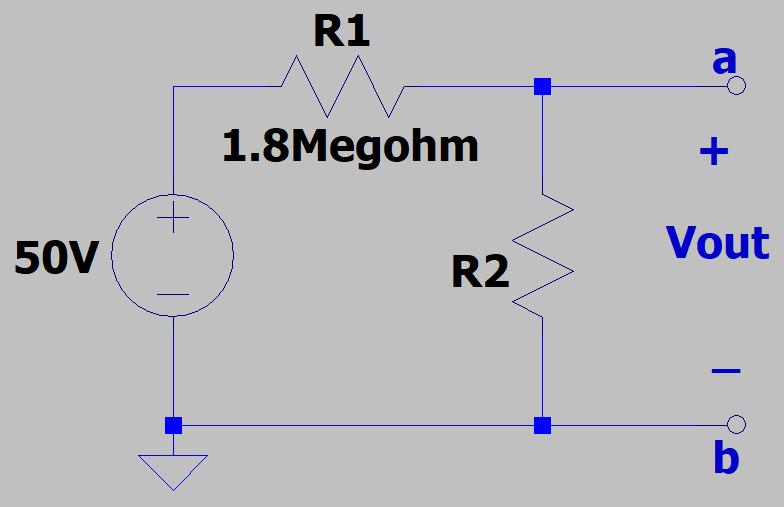 R1
a
1.8Megohm
+
+
50V
Vout
R2
–
–
b